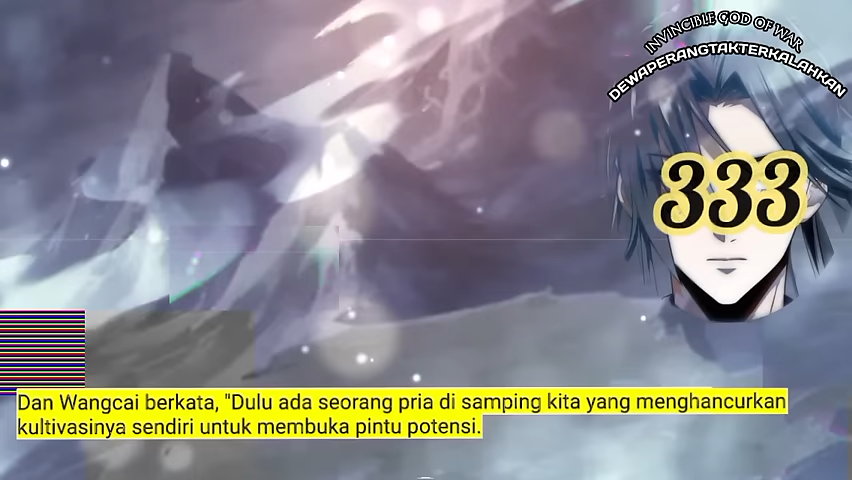 INVINCIBLE GOD OF WAR
DEWAPERANGTAKTERKALAHKAN
333
Dan Wangcai berkata, "Dulu ada seorang pria di samping kita yang menghancurkan
kultivasinya sendiri untuk membuka pintu potensi.